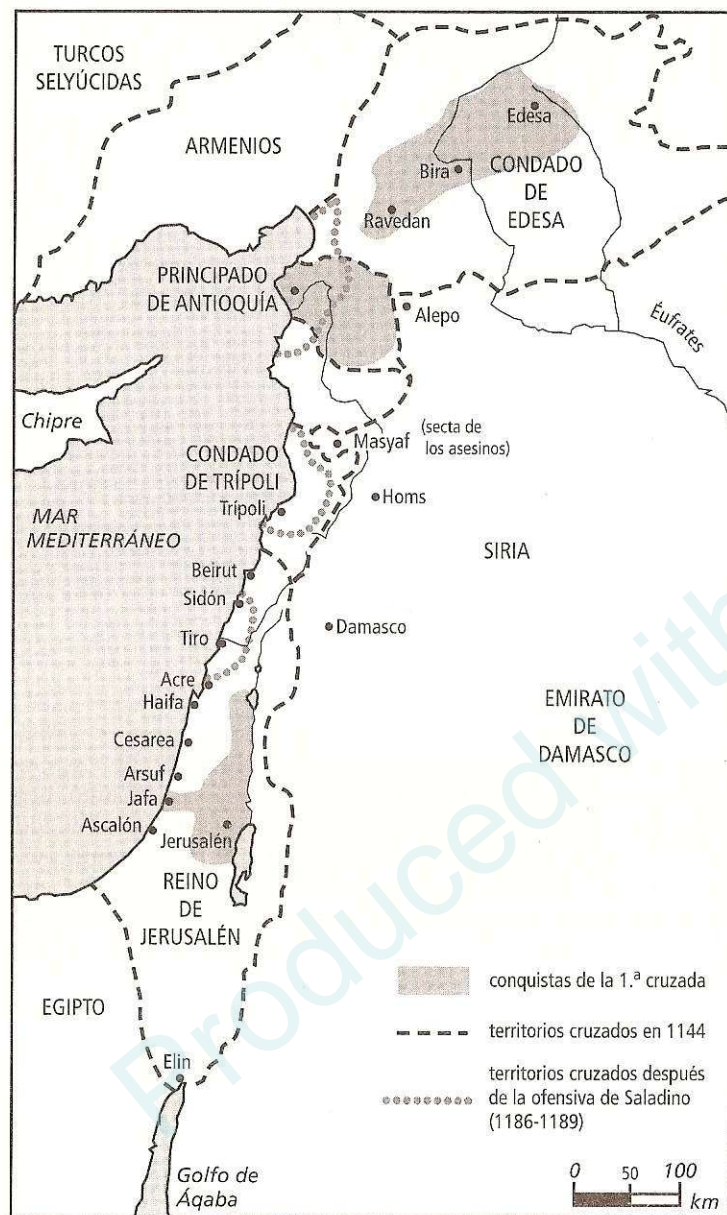 TURCOS
SELYÚCIDAS
ARMENIOS
Edesa
Bira
CONDADO
DE
EDESA
Ravedan
PRINCIPADO
DE ANTIOQUÍA
Alepo
Éufrates
Chipre
Masyaf
(secta de
los asesinos)
CONDADO
DE TRÍPOLI
Trípoli
Homs
MAR
MEDITERRÁNEO
SIRIA
Beirut
Sidón
Damasco
Tiro
Acre
Haifa
EMIRATO
DE
DAMASCO
Cesarea
Arsuf
Jafa
Ascalón
Jerusalén
REINO
DE
JERUSALÉN
EGIPTO
Elin
Golfo de
Áqaba
conquistas de la 1.ª cruzada
territorios cruzados en 1144
territorios cruzados después
de la ofensiva de Saladino
(1186-1189)
0 50 100
km
Produced with